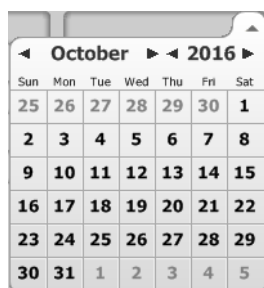 ◄ October ► ◄ 2016 ►
Sun Mon Tue Wed Thu Fri Sat
25 26 27 28 29 30 1
2 3 4 5 6 7 8
9 10 11 12 13 14 15
16 17 18 19 20 21 22
23 24 25 26 27 28 29
30 31 1 2 3 4 5